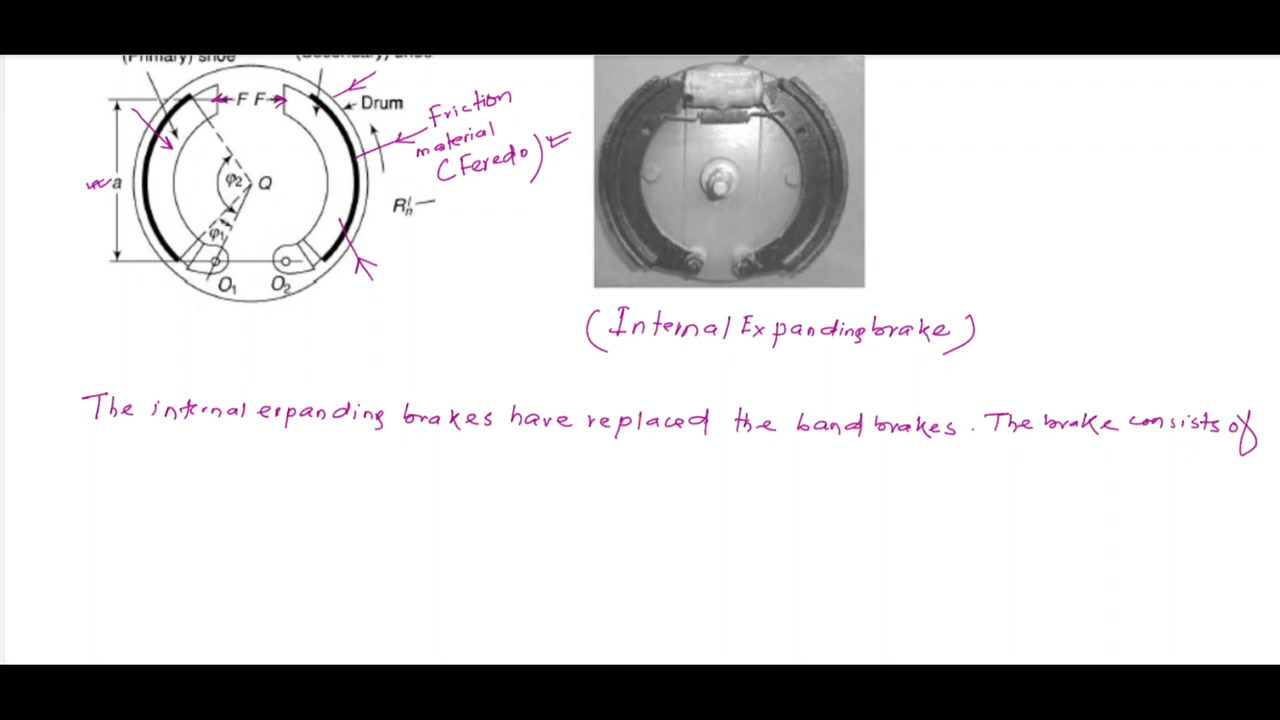 (Primary) shoe
F F
Drum
Friction
material
(Feredo)
a
φ2
Q
R'n
φ1
O1
O2
(Internal Expanding brake)
The internal expanding brakes have replaced the band brakes. The brake consists of